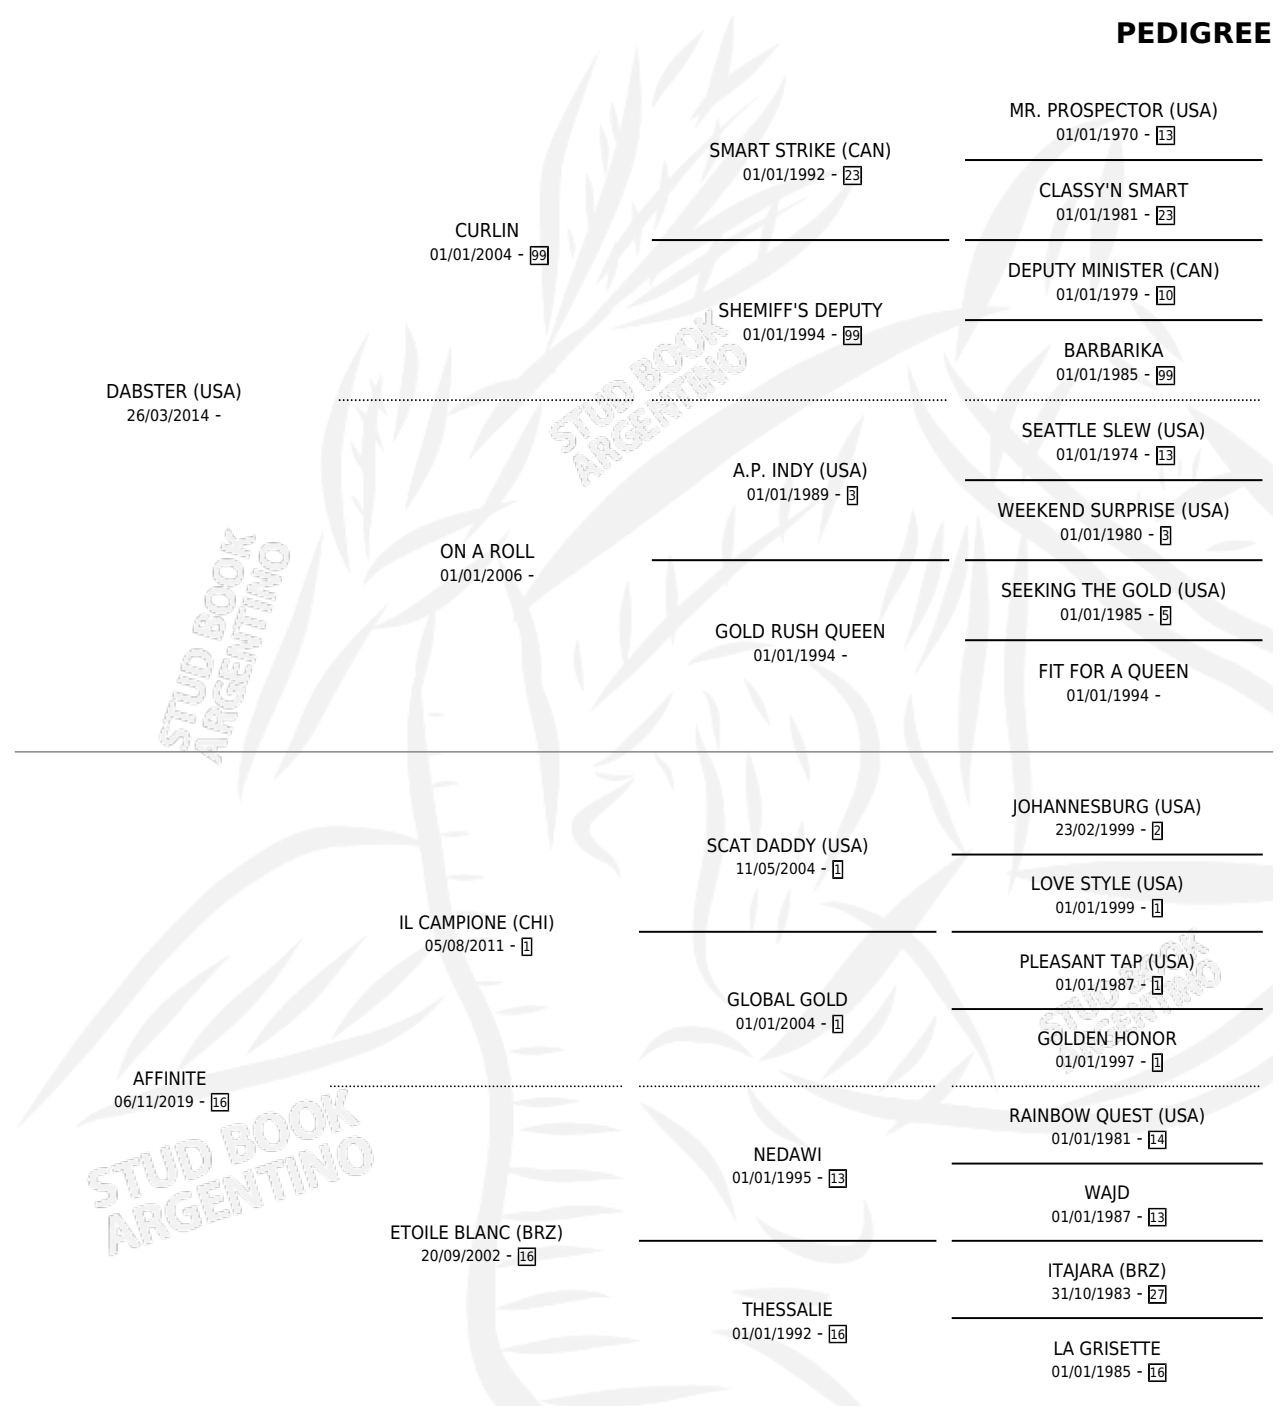 PEDIGREE
MR. PROSPECTOR (USA)
01/01/1970 - 13
SMART STRIKE (CAN)
01/01/1992 - 23
CLASSY'N SMART
01/01/1981 - 23
CURLIN
01/01/2004 - 99
DEPUTY MINISTER (CAN)
01/01/1979 - 10
SHEMIFF'S DEPUTY
01/01/1994 - 99
BARBARIKA
01/01/1985 - 99
DABSTER (USA)
26/03/2014 -
STUD BOOK
ARGENTINO
SEATTLE SLEW (USA)
01/01/1974 - 13
A.P. INDY (USA)
01/01/1989 - 3
WEEKEND SURPRISE (USA)
01/01/1980 - 3
ON A ROLL
01/01/2006 -
SEEKING THE GOLD (USA)
01/01/1985 - 5
GOLD RUSH QUEEN
01/01/1994 -
FIT FOR A QUEEN
01/01/1994 -
STUD BOOK
ARGENTINO
JOHANNESBURG (USA)
23/02/1999 - 2
SCAT DADDY (USA)
11/05/2004 - 1
LOVE STYLE (USA)
01/01/1999 - 1
IL CAMPIONE (CHI)
05/08/2011 - 1
PLEASANT TAP (USA)
01/01/1987 - 1
GLOBAL GOLD
01/01/2004 - 1
GOLDEN HONOR
01/01/1997 - 1
STUD BOOK
ARGENTINO
AFFINITE
06/11/2019 - 16
RAINBOW QUEST (USA)
01/01/1981 - 14
NEDAWI
01/01/1995 - 13
WAJD
01/01/1987 - 13
STUD BOOK
ARGENTINO
ETOILE BLANC (BRZ)
20/09/2002 - 16
ITAJARA (BRZ)
31/10/1983 - 27
THESSALIE
01/01/1992 - 16
LA GRISETTE
01/01/1985 - 16